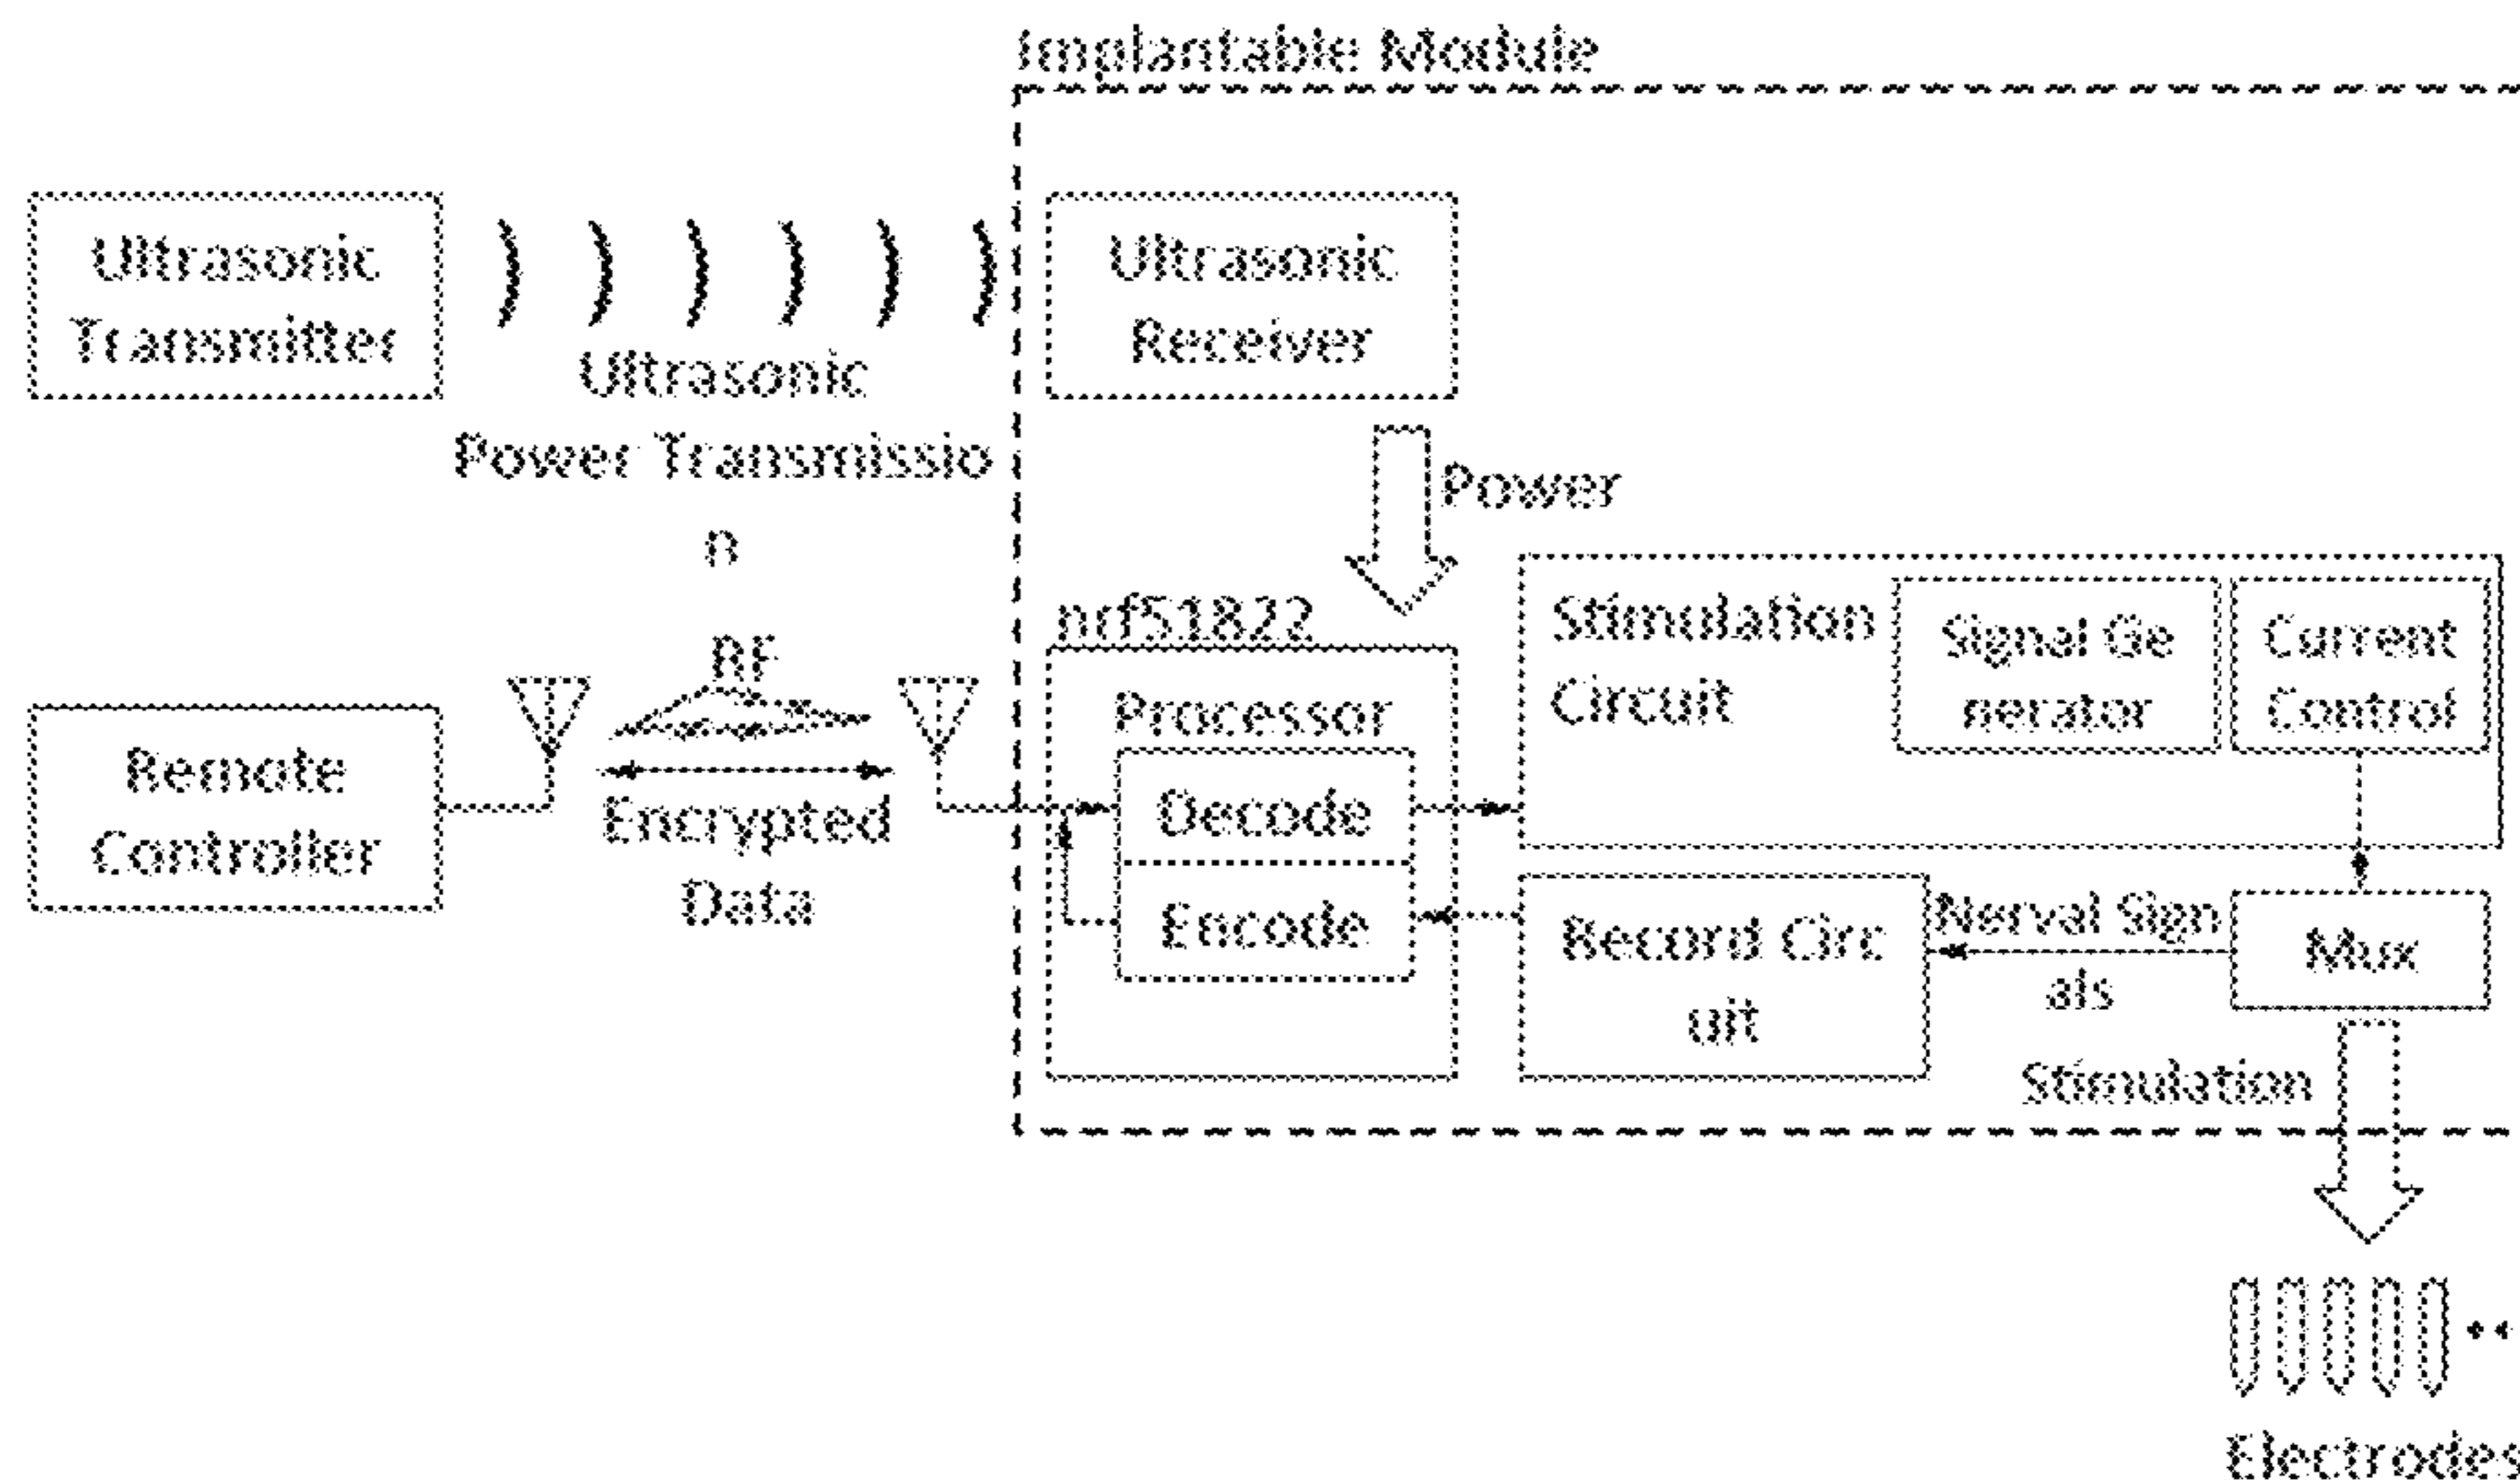 Implantable Module
Ultrasonic
Transmitter
Ultrasonic
Power Transmissio
n
Ultrasonic
Receiver
Power
nrf51822
RF
Remote
Controller
Encrypted
Data
Processor
Decode
Encode
Stimulation
Circuit
Signal Ge
nerator
Current
Control
Record Circ
uit
Nerval Sign
als
Mux
Stimulation
Electrodes